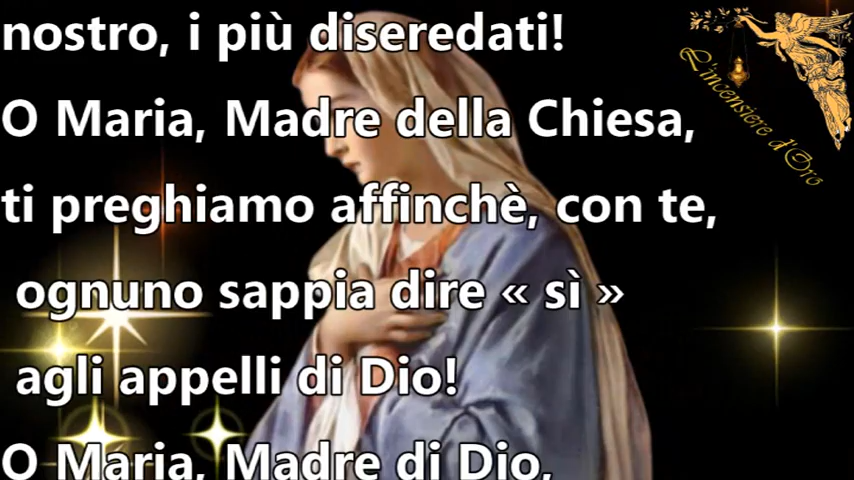 nostro, i più diseredati!
O Maria, Madre della Chiesa,
ti preghiamo affinchè, con te,
ognuno sappia dire « sì »
agli appelli di Dio!
O Maria, Madre di Dio,
L'incensiere d'Oro